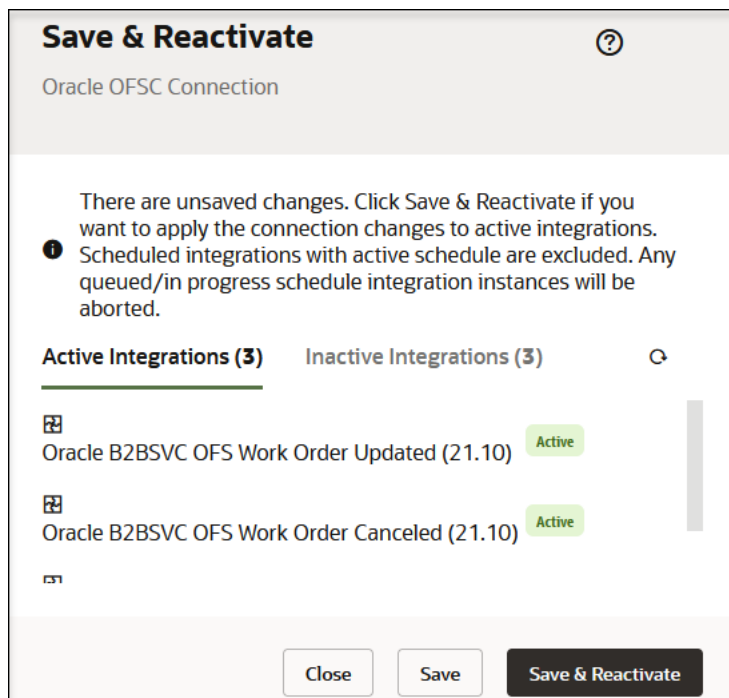 Save & Reactivate
Oracle OFSC Connection
There are unsaved changes. Click Save & Reactivate if you
want to apply the connection changes to active integrations.
Scheduled integrations with active schedule are excluded. Any
queued/in progress schedule integration instances will be
aborted.
Active Integrations (3) Inactive Integrations (3)
Oracle B2BSVC OFS Work Order Updated (21.10) Active
Oracle B2BSVC OFS Work Order Canceled (21.10) Active
Close Save Save & Reactivate